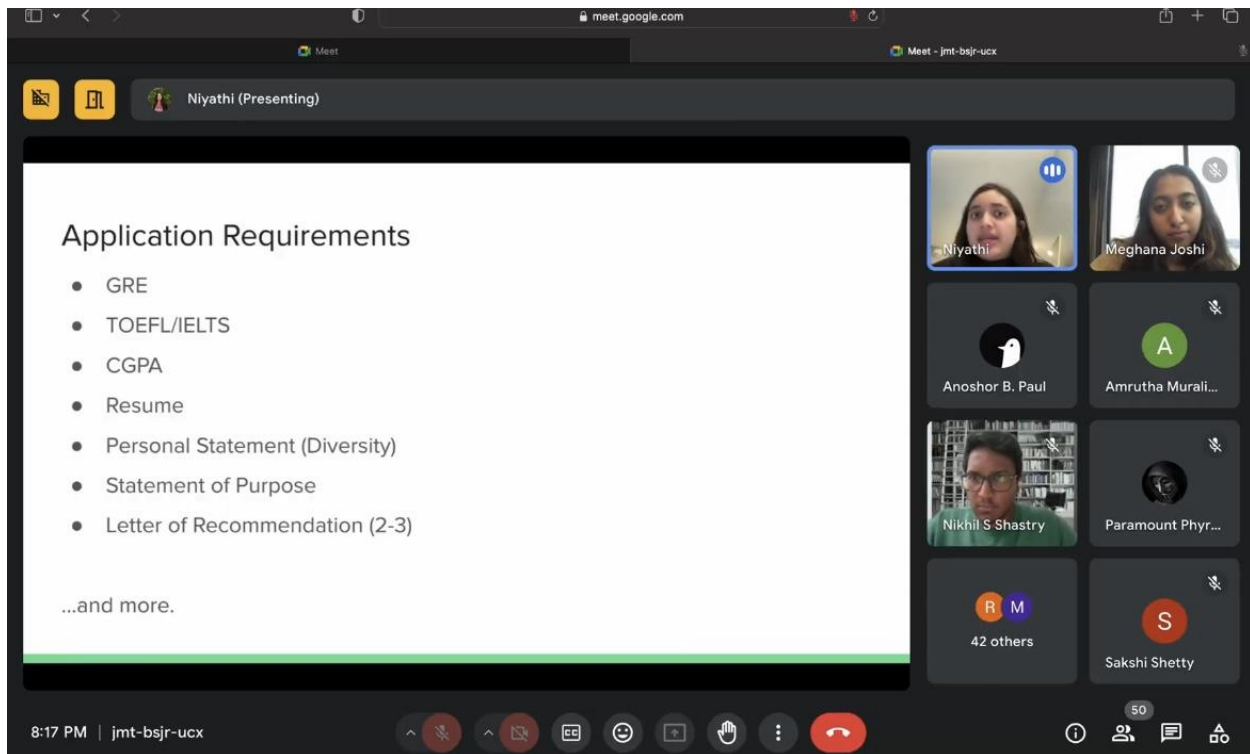 meet.google.com
Meet
Meet - jmt-bsjr-ucx
Niyathi (Presenting)
Application Requirements
● GRE
● TOEFL/IELTS
● CGPA
● Resume
● Personal Statement (Diversity)
● Statement of Purpose
● Letter of Recommendation (2-3)
...and more.
Niyathi
Meghana Joshi
Anoshor B. Paul
A
Amrutha Murali...
Nikhil S Shastry
Paramount Phyr...
R M
42 others
S
Sakshi Shetty
8:17 PM | jmt-bsjr-ucx
CC
50